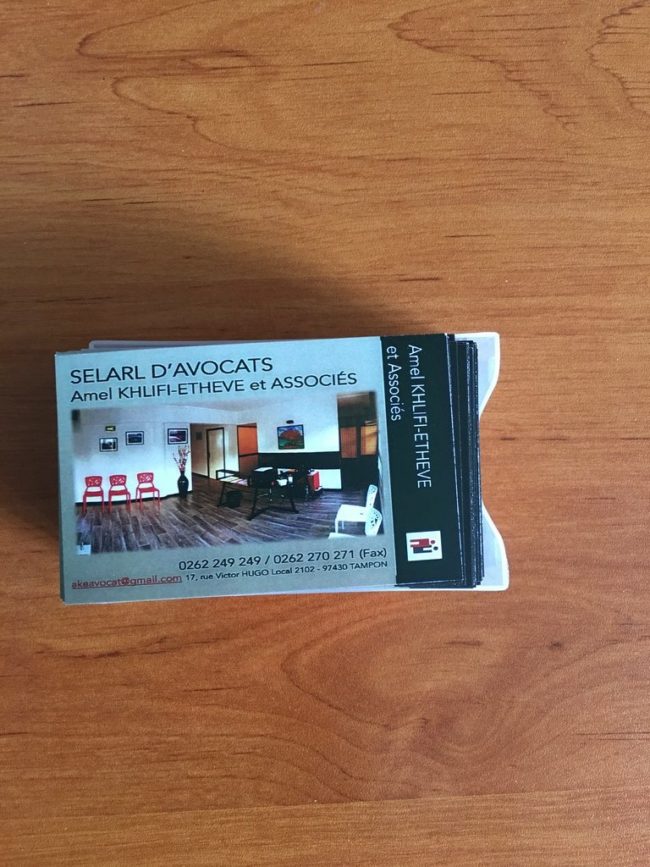 SELARL D'AVOCATS
Amel KHLIFI-ETHEVE et ASSOCIÉS
0262 249 249 / 0262 270 271 (Fax)
akeavocat@gmail.com 17, rue Victor HUGO Local 2102 - 97430 TAMPON
Amel KHLIFI-ETHEVE
et Associés